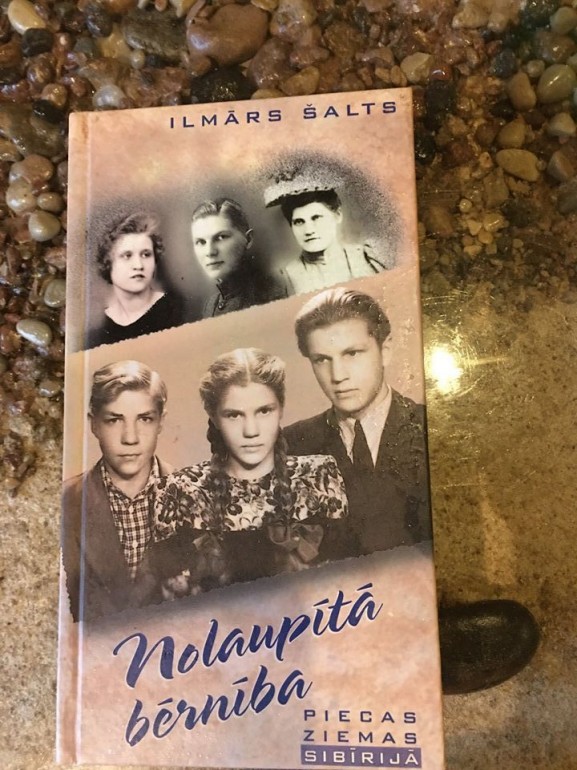 ILMĀRS ŠALTS
Nolaupītā
bērnība
PIECAS
ZIEMAS
SIBĪRIJĀ